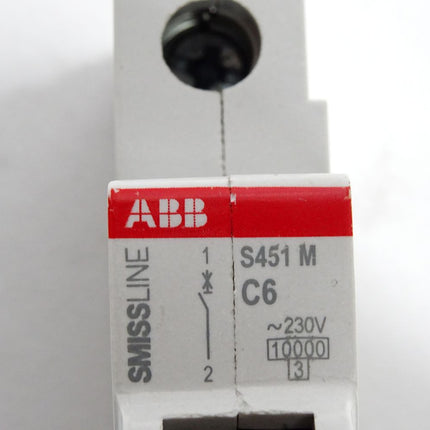 ABB
SMISSLINE
1
2
S451 M
C6
~230V
10000
3